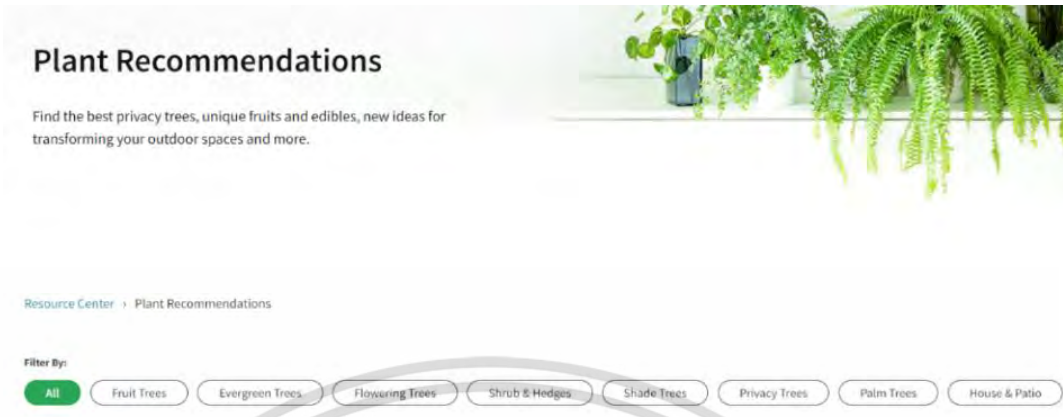 Plant Recommendations
Find the best privacy trees, unique fruits and edibles, new ideas for
transforming your outdoor spaces and more.
Resource Center › Plant Recommendations
Filter By:
All Fruit Trees Evergreen Trees Flowering Trees Shrub & Hedges Shade Trees Privacy Trees Palm Trees House & Patio